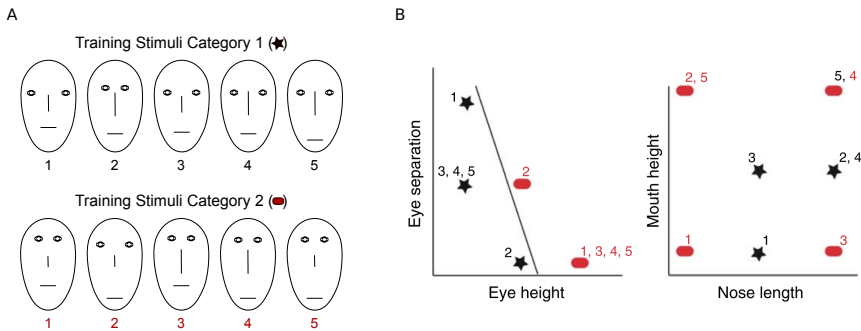 A
Training Stimuli Category 1 (★)
1 2 3 4 5
Training Stimuli Category 2 ()
1 2 3 4 5
B
Eye separation
1
3, 4, 5
2
2
1, 3, 4, 5
Eye height
Mouth height
2, 5
5, 4
3
2, 4
1
1
3
Nose length